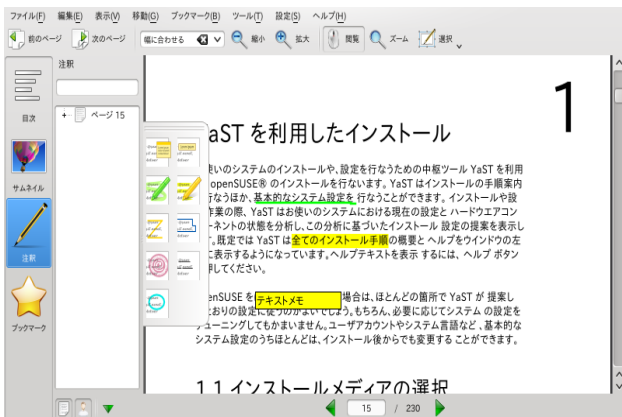 ファイル(F) 編集(E) 表示(V) 移動(G) ブックマーク(B) ツール(T) 設定(S) ヘルプ(H)
前のページ 次のページ 幅に合わせる 縮小 拡大 閲覧 ズーム 選択
注釈
目次
ページ 15
サムネイル
注釈
ブックマーク
1
aST を利用したインストール
使いのシステムのインストールや、設定を行なうための中枢ツール YaST を利用
openSUSE® のインストールを行ないます。YaST はインストールの手順案内
行なうほか、基本的なシステム設定を 行なうことができます。インストールや設
作業の際、YaST はお使いのシステムにおける現在の設定と ハードウエアコン
ーネントの状態を分析し、この分析に基づいたインストール 設定の提案を表示し
。既定では YaST は全てのインストール手順の概要と ヘルプをウインドウの左
に表示するようになっています。ヘルプテキストを表示 するには、ヘルプ ボタン
押してください。
enSUSE を テキストメモ 場合は、ほとんどの箇所で YaST が 提案し
とおりの設定に従うのがよいでしょう。もちろん、必要に応じてシステム の設定を
チューニングしてもかまいません。ユーザアカウントやシステム言語など 、基本的な
システム設定のうちほとんどは、インストール後からでも変更する ことができます。
1.1 インストールメディアの選択
15 / 230